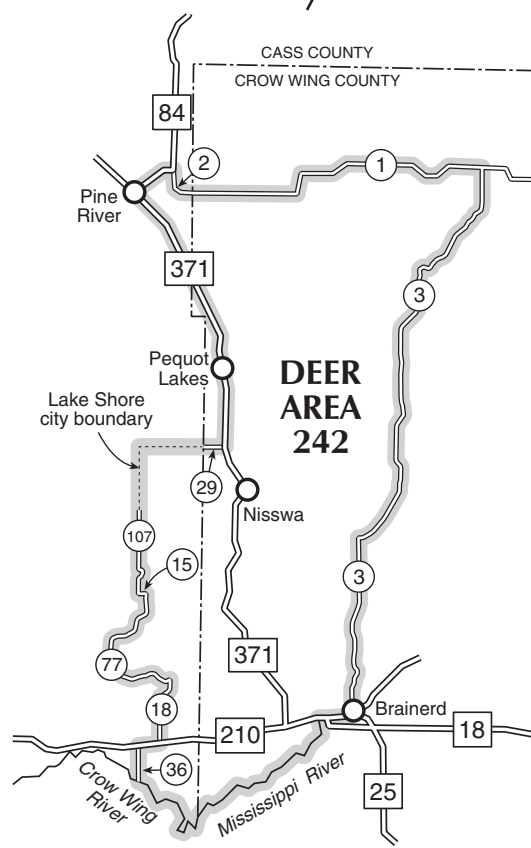 CASS COUNTY
CROW WING COUNTY
84
2
1
Pine
River
371
3
Pequot
Lakes
DEER
AREA
242
Lake Shore
city boundary
29
Nisswa
107
15
3
77
371
18
Brainerd
210
18
36
Crow Wing
River
Mississippi River
25